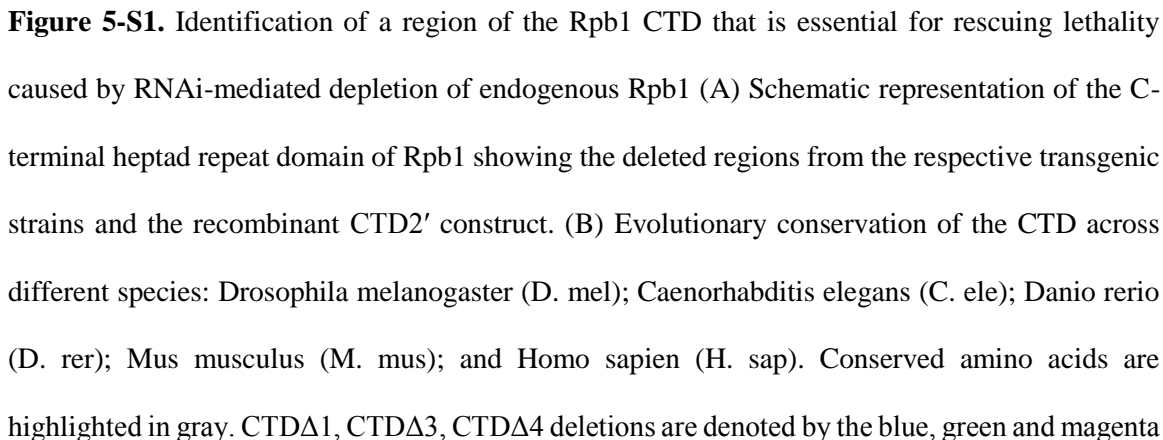 Figure 5-S1. Identification of a region of the Rpb1 CTD that is essential for rescuing lethality
caused by RNAi-mediated depletion of endogenous Rpb1 (A) Schematic representation of the C-
terminal heptad repeat domain of Rpb1 showing the deleted regions from the respective transgenic
strains and the recombinant CTD2′ construct. (B) Evolutionary conservation of the CTD across
different species: Drosophila melanogaster (D. mel); Caenorhabditis elegans (C. ele); Danio rerio
(D. rer); Mus musculus (M. mus); and Homo sapien (H. sap). Conserved amino acids are
highlighted in gray. CTDΔ1, CTDΔ3, CTDΔ4 deletions are denoted by the blue, green and magenta